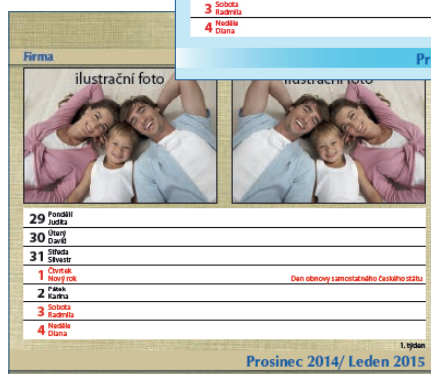 3 Sobota
Radmila
4 Neděle
Diana
Pr
Firma
ilustrační foto
ilustrační foto
29 Pondělí
Judita
30 Úterý
David
31 Středa
Silvestr
1 Čtvrtek
Nový rok
Den obnovy samostatného českého státu
2 Pátek
Karina
3 Sobota
Radmila
4 Neděle
Diana
1. týden
Prosinec 2014/ Leden 2015